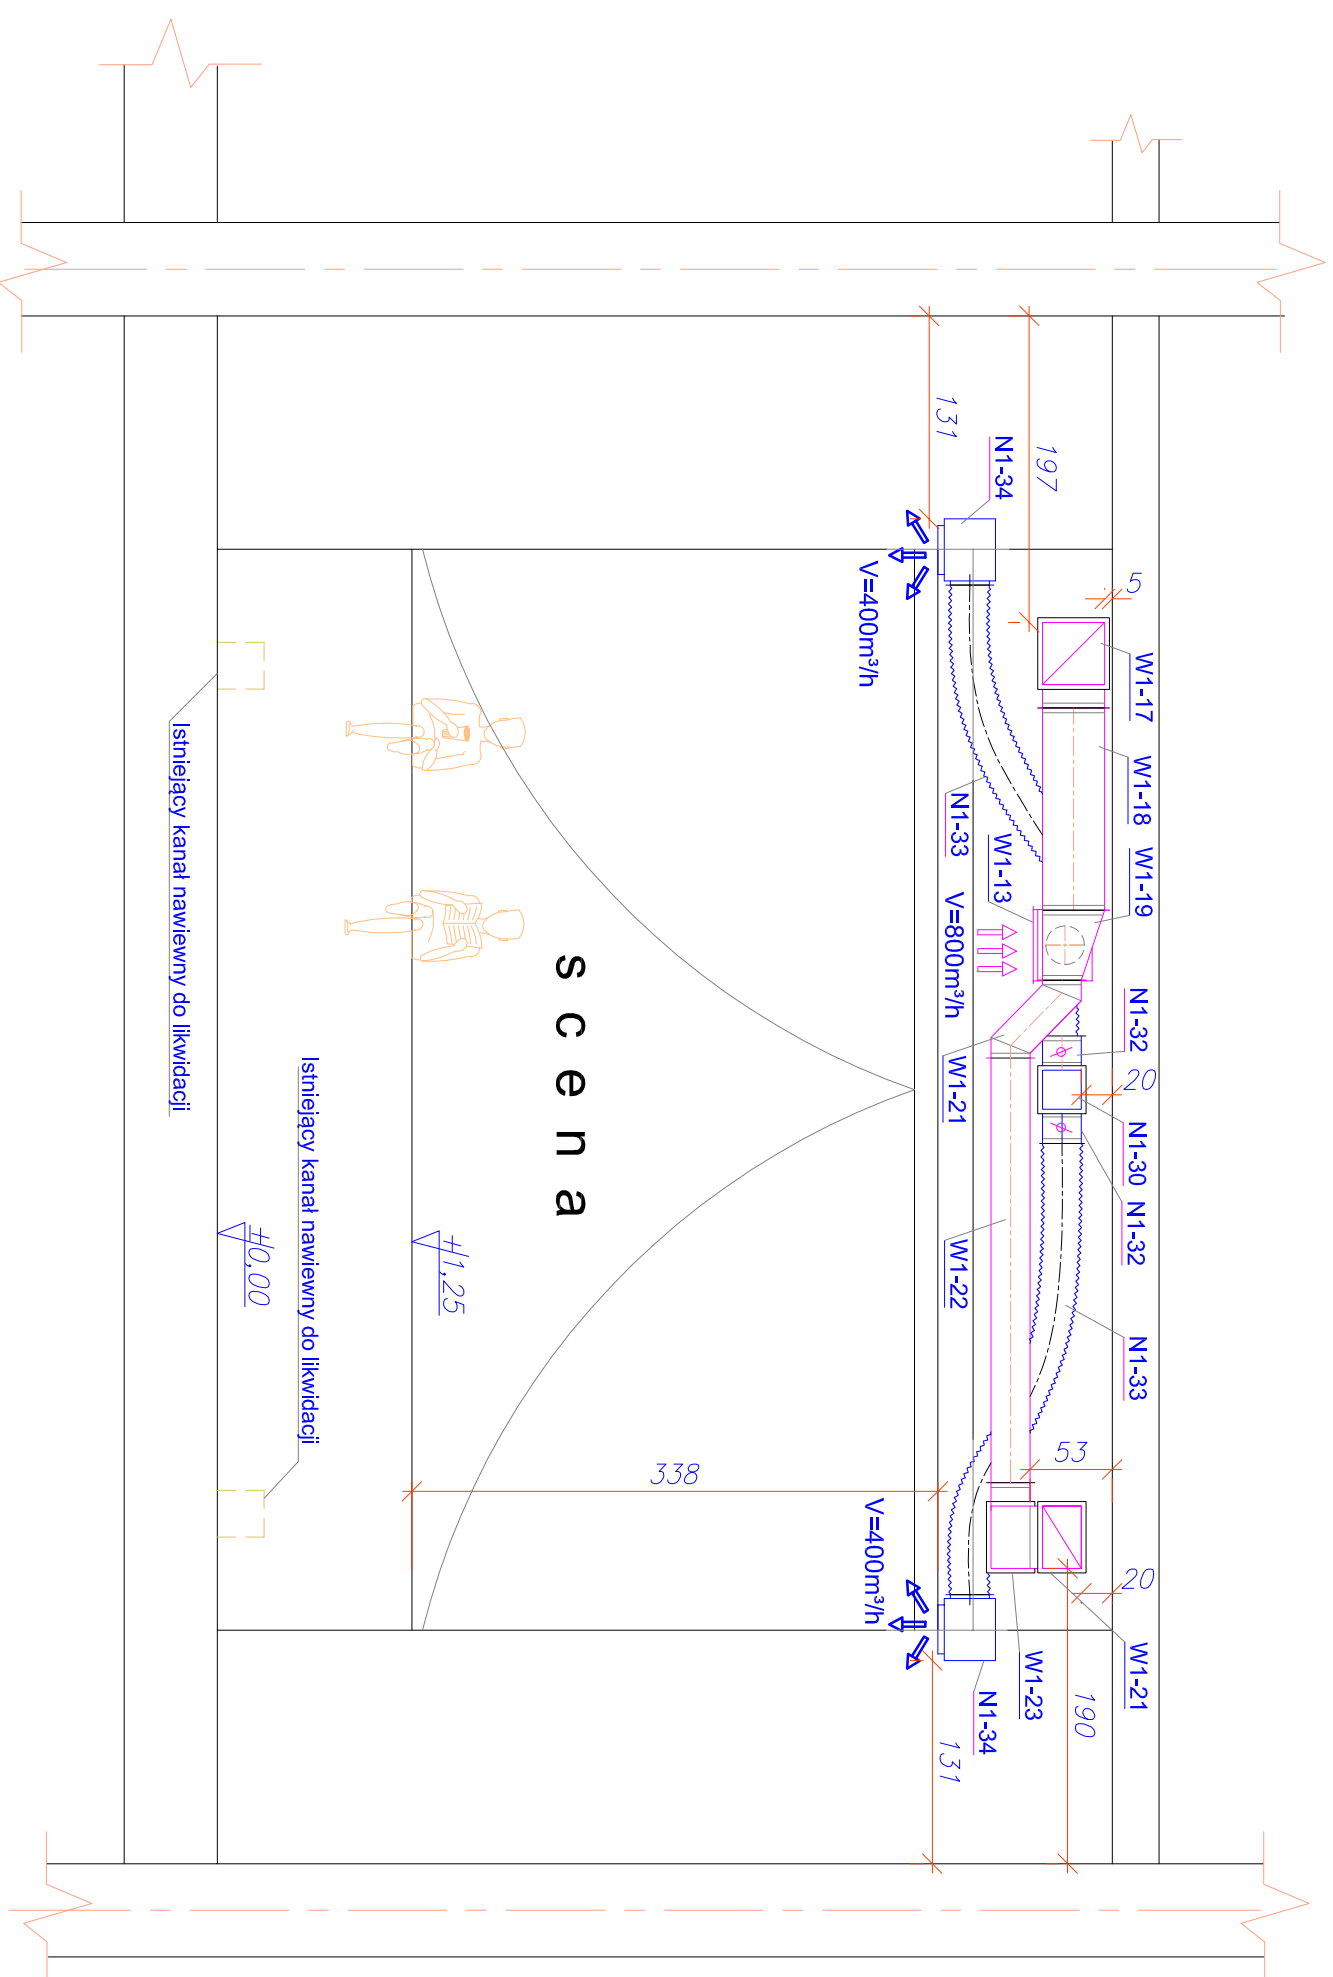 W1-17
W1-18
W1-19
N1-32
20
N1-30
N1-32
N1-33
20
W1-21
5
197
53
190
N1-34
W1-13
W1-23
131
N1-33
V=800m³/h
W1-21
W1-22
N1-34
131
V=400m³/h
V=400m³/h
338
scena
+1,25
±0,00
Istniejący kanał nawiewny do likwidacji
Istniejący kanał nawiewny do likwidacji